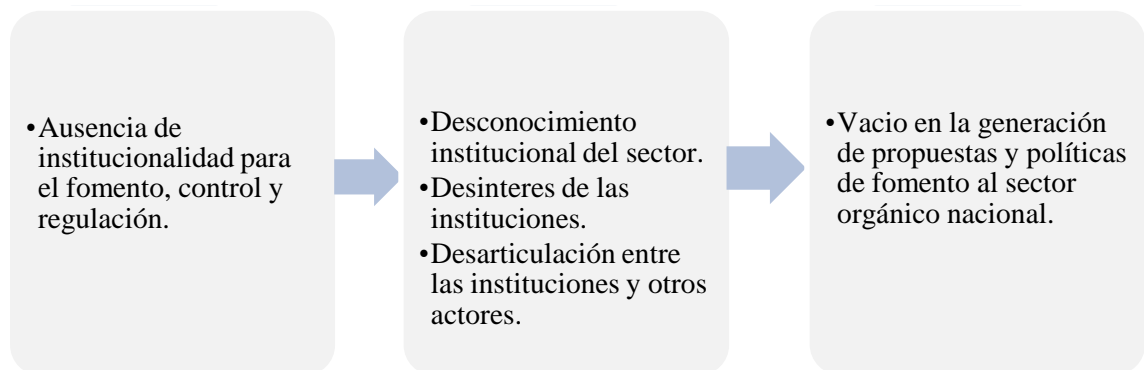 •Ausencia de
institucionalidad para
el fomento, control y
regulación.
•Desconocimiento
institucional del sector.
•Desinteres de las
instituciones.
•Desarticulación entre
las instituciones y otros
actores.
•Vacio en la generación
de propuestas y políticas
de fomento al sector
orgánico nacional.